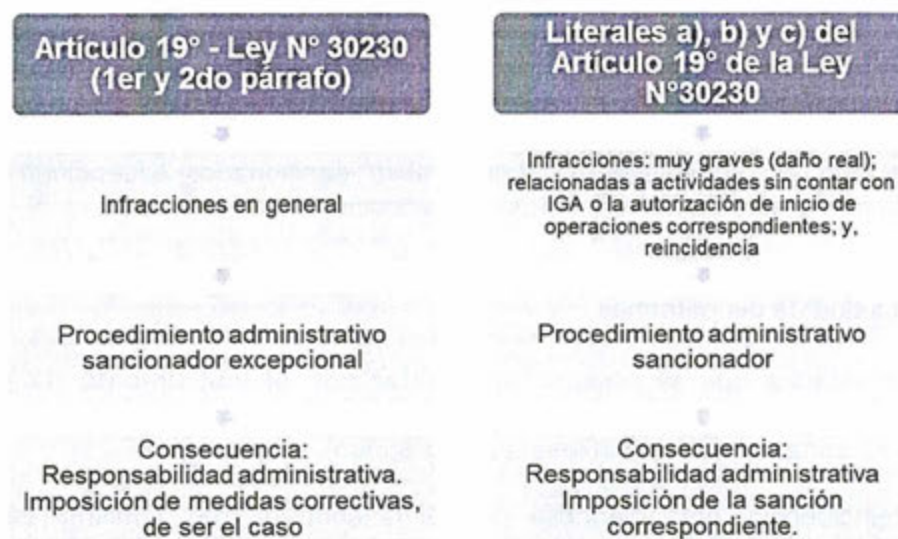 Artículo 19° - Ley N° 30230
(1er y 2do párrafo)
Infracciones en general
Procedimiento administrativo
sancionador excepcional
Consecuencia:
Responsabilidad administrativa.
Imposición de medidas correctivas,
de ser el caso
Literales a), b) y c) del
Artículo 19° de la Ley
N°30230
Infracciones: muy graves (daño real);
relacionadas a actividades sin contar con
IGA o la autorización de inicio de
operaciones correspondientes; y,
reincidencia
Procedimiento administrativo
sancionador
Consecuencia:
Responsabilidad administrativa
Imposición de la sanción
correspondiente.